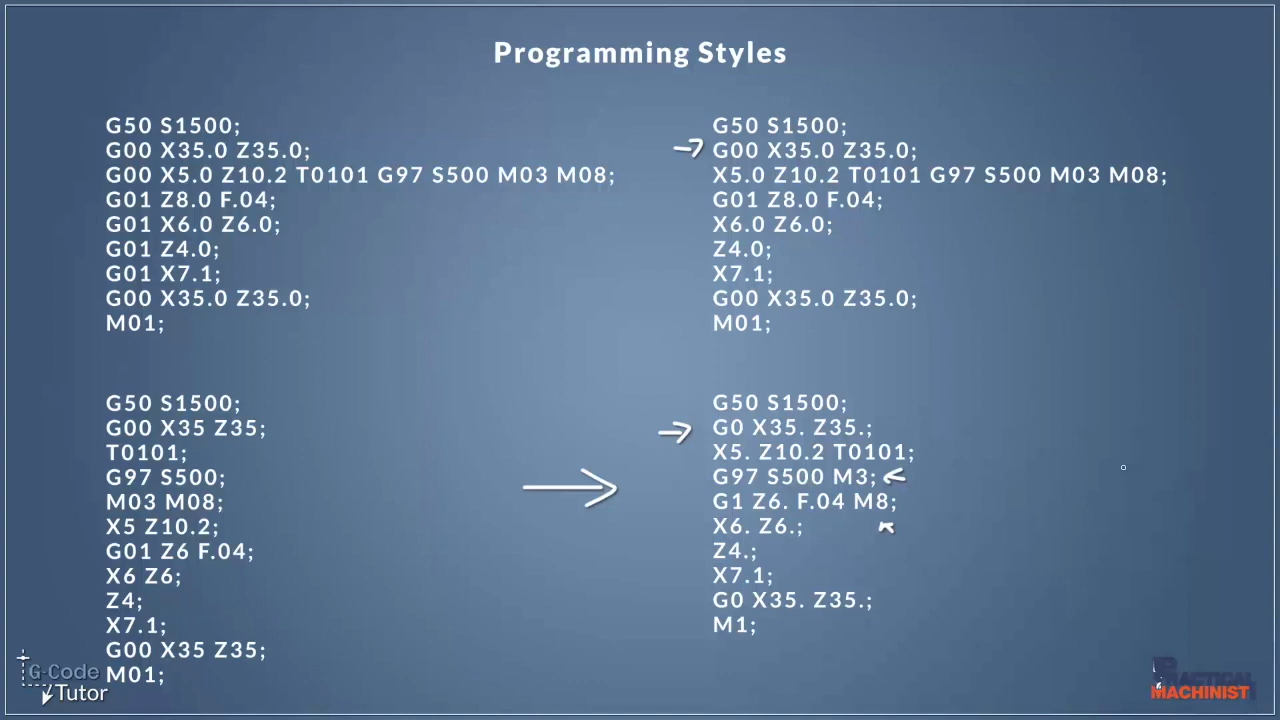 Programming Styles
G50 S1500;
G00 X35.0 Z35.0;
G00 X5.0 Z10.2 T0101 G97 S500 M03 M08;
G01 Z8.0 F.04;
G01 X6.0 Z6.0;
G01 Z4.0;
G01 X7.1;
G00 X35.0 Z35.0;
M01;
G50 S1500;
G00 X35.0 Z35.0;
X5.0 Z10.2 T0101 G97 S500 M03 M08;
G01 Z8.0 F.04;
X6.0 Z6.0;
Z4.0;
X7.1;
G00 X35.0 Z35.0;
M01;
G50 S1500;
G00 X35 Z35;
T0101;
G97 S500;
M03 M08;
X5 Z10.2;
G01 Z6 F.04;
X6 Z6;
Z4;
X7.1;
G00 X35 Z35;
M01;
G50 S1500;
G0 X35. Z35.;
X5. Z10.2 T0101;
G97 S500 M3;
G1 Z6. F.04 M8;
X6. Z6.;
Z4.;
X7.1;
G0 X35. Z35.;
M1;
G-Code
Tutor
PRACTICAL
MACHINIST